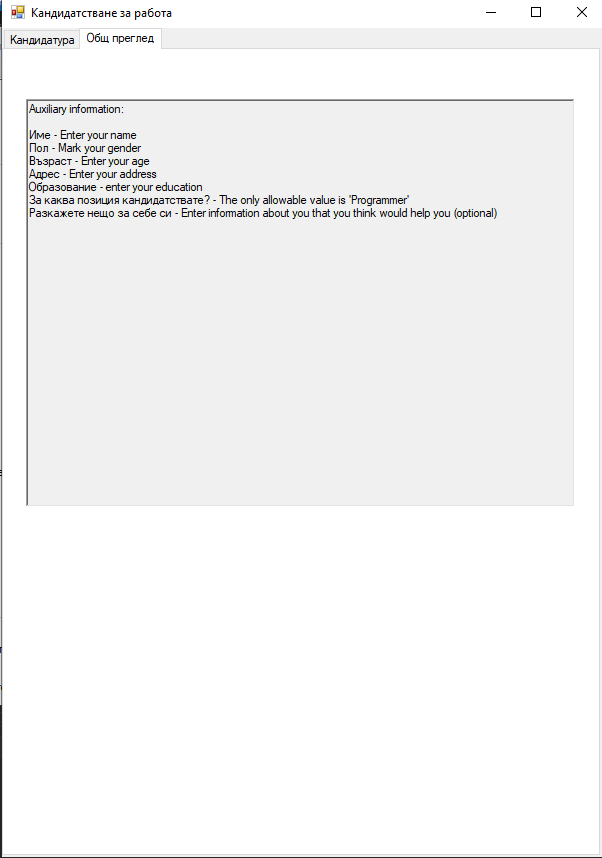 Кандидатстване за работа
Кандидатура Общ преглед
Auxiliary information:
Име - Enter your name
Пол - Mark your gender
Възраст - Enter your age
Адрес - Enter your address
Образование - enter your education
За каква позиция кандидатствате? - The only allowable value is 'Programmer'
Разкажете нещо за себе си - Enter information about you that you think would help you (optional)